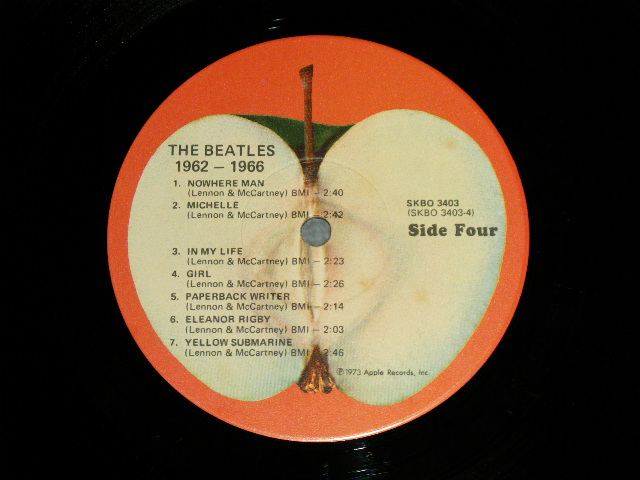 THE BEATLES
1962 – 1966
1. NOWHERE MAN
(Lennon & McCartney) BMI – 2:40
2. MICHELLE
(Lennon & McCartney) BMI – 2:42
3. IN MY LIFE
(Lennon & McCartney) BMI – 2:23
4. GIRL
(Lennon & McCartney) BMI – 2:26
5. PAPERBACK WRITER
(Lennon & McCartney) BMI – 2:14
6. ELEANOR RIGBY
(Lennon & McCartney) BMI – 2:03
7. YELLOW SUBMARINE
(Lennon & McCartney) BMI – 2:46
SKBO 3403
(SKBO 3403-4)
Side Four
℗1973 Apple Records, Inc.